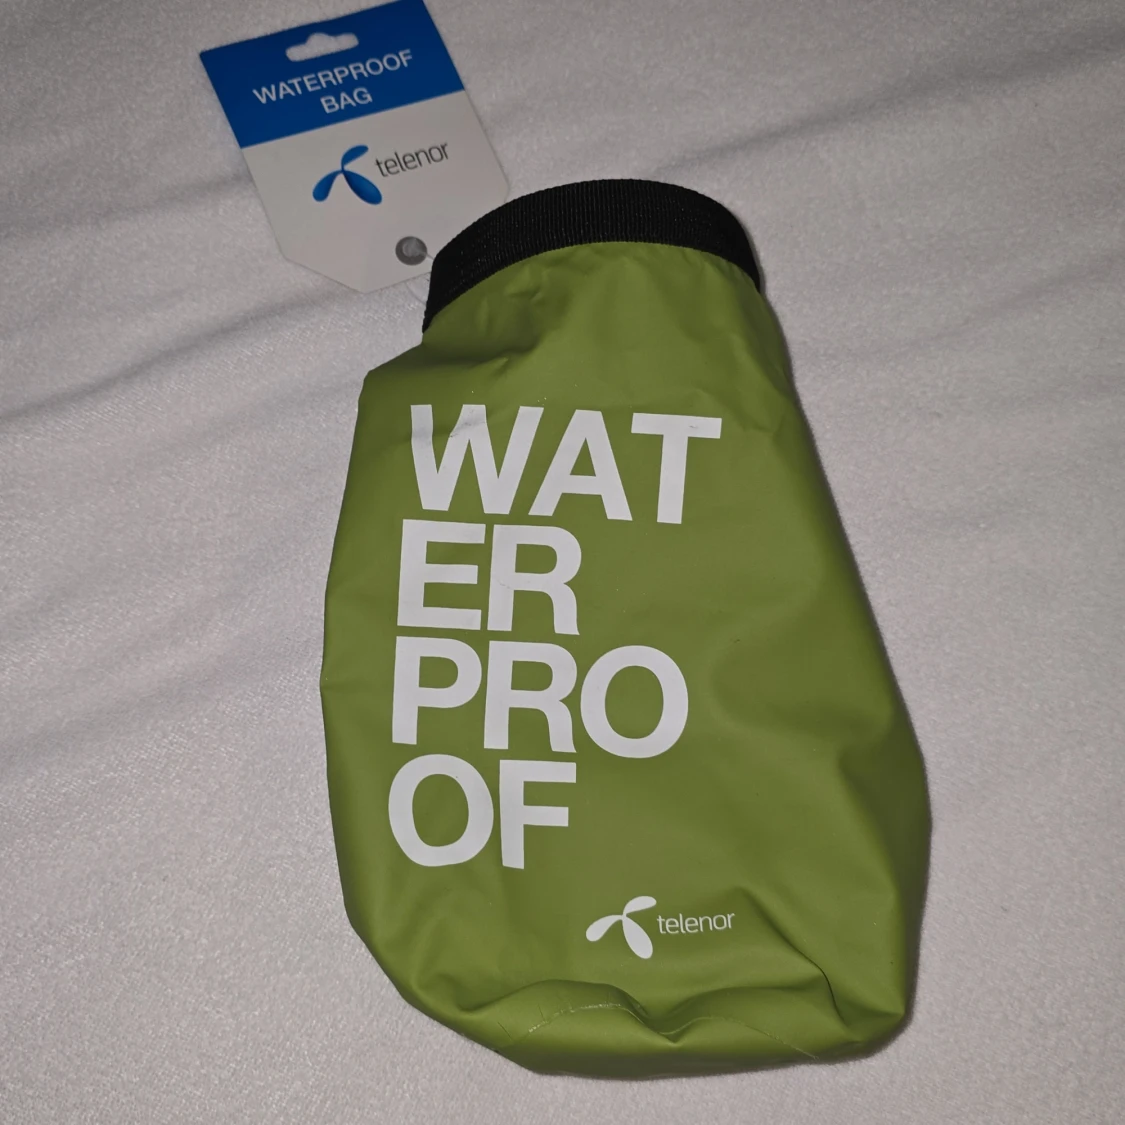 WATERPROOF
BAG
telenor
WAT
ER
PRO
OF
telenor